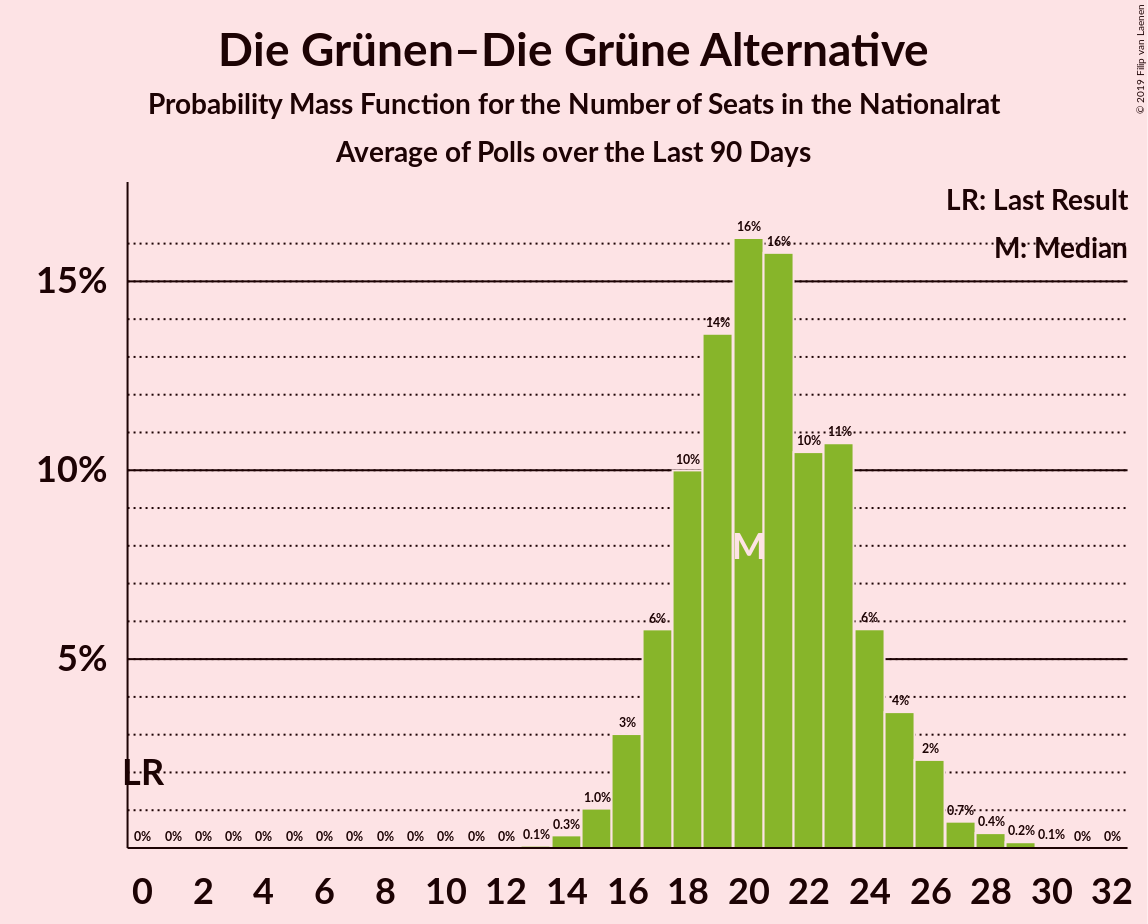 Die Grünen–Die Grüne Alternative
Probability Mass Function for the Number of Seats in the Nationalrat
Average of Polls over the Last 90 Days
© 2019 Filip van Laenen
LR: Last Result
M: Median
15%
10%
5%
LR
M
0% 0% 0% 0% 0% 0% 0% 0% 0% 0% 0% 0% 0% 0.1% 0.3% 1.0% 3% 6% 10% 14% 16% 16% 10% 11% 6% 4% 2% 0.7% 0.4% 0.2% 0.1% 0% 0%
0 2 4 6 8 10 12 14 16 18 20 22 24 26 28 30 32